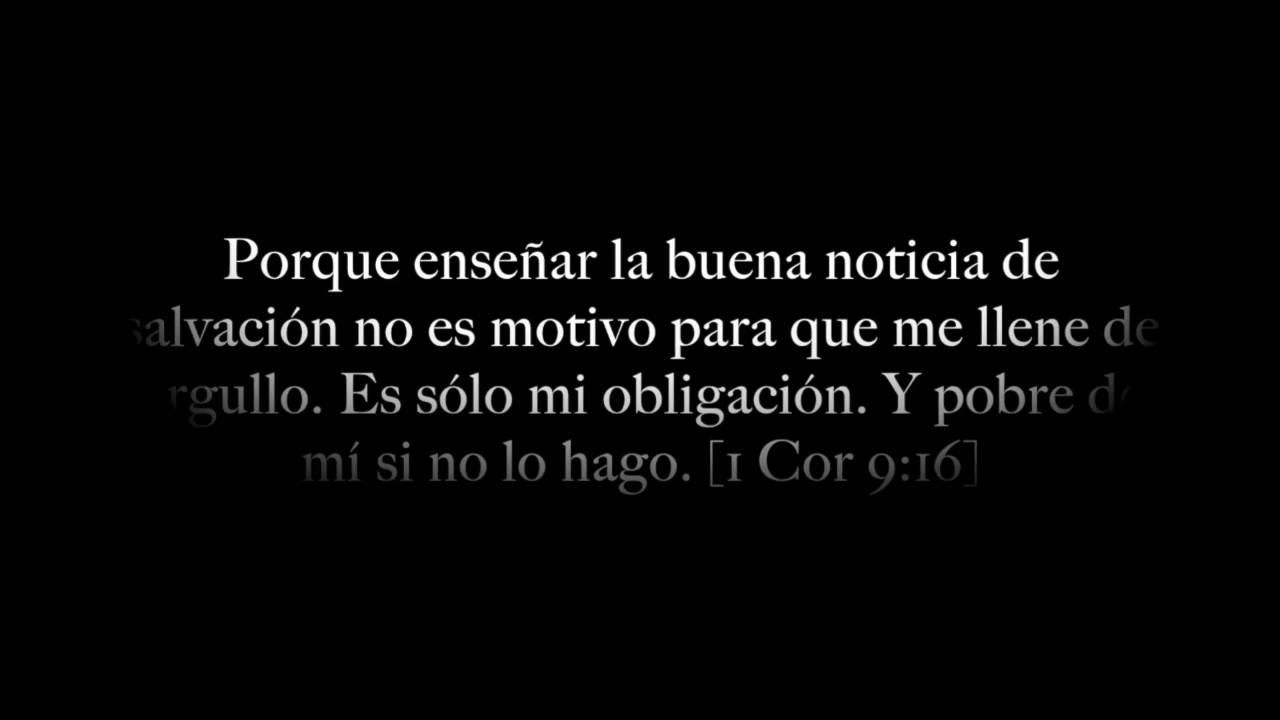 Porque enseñar la buena noticia de
salvación no es motivo para que me llene de
orgullo. Es sólo mi obligación. Y pobre de
mí si no lo hago. [1 Cor 9:16]